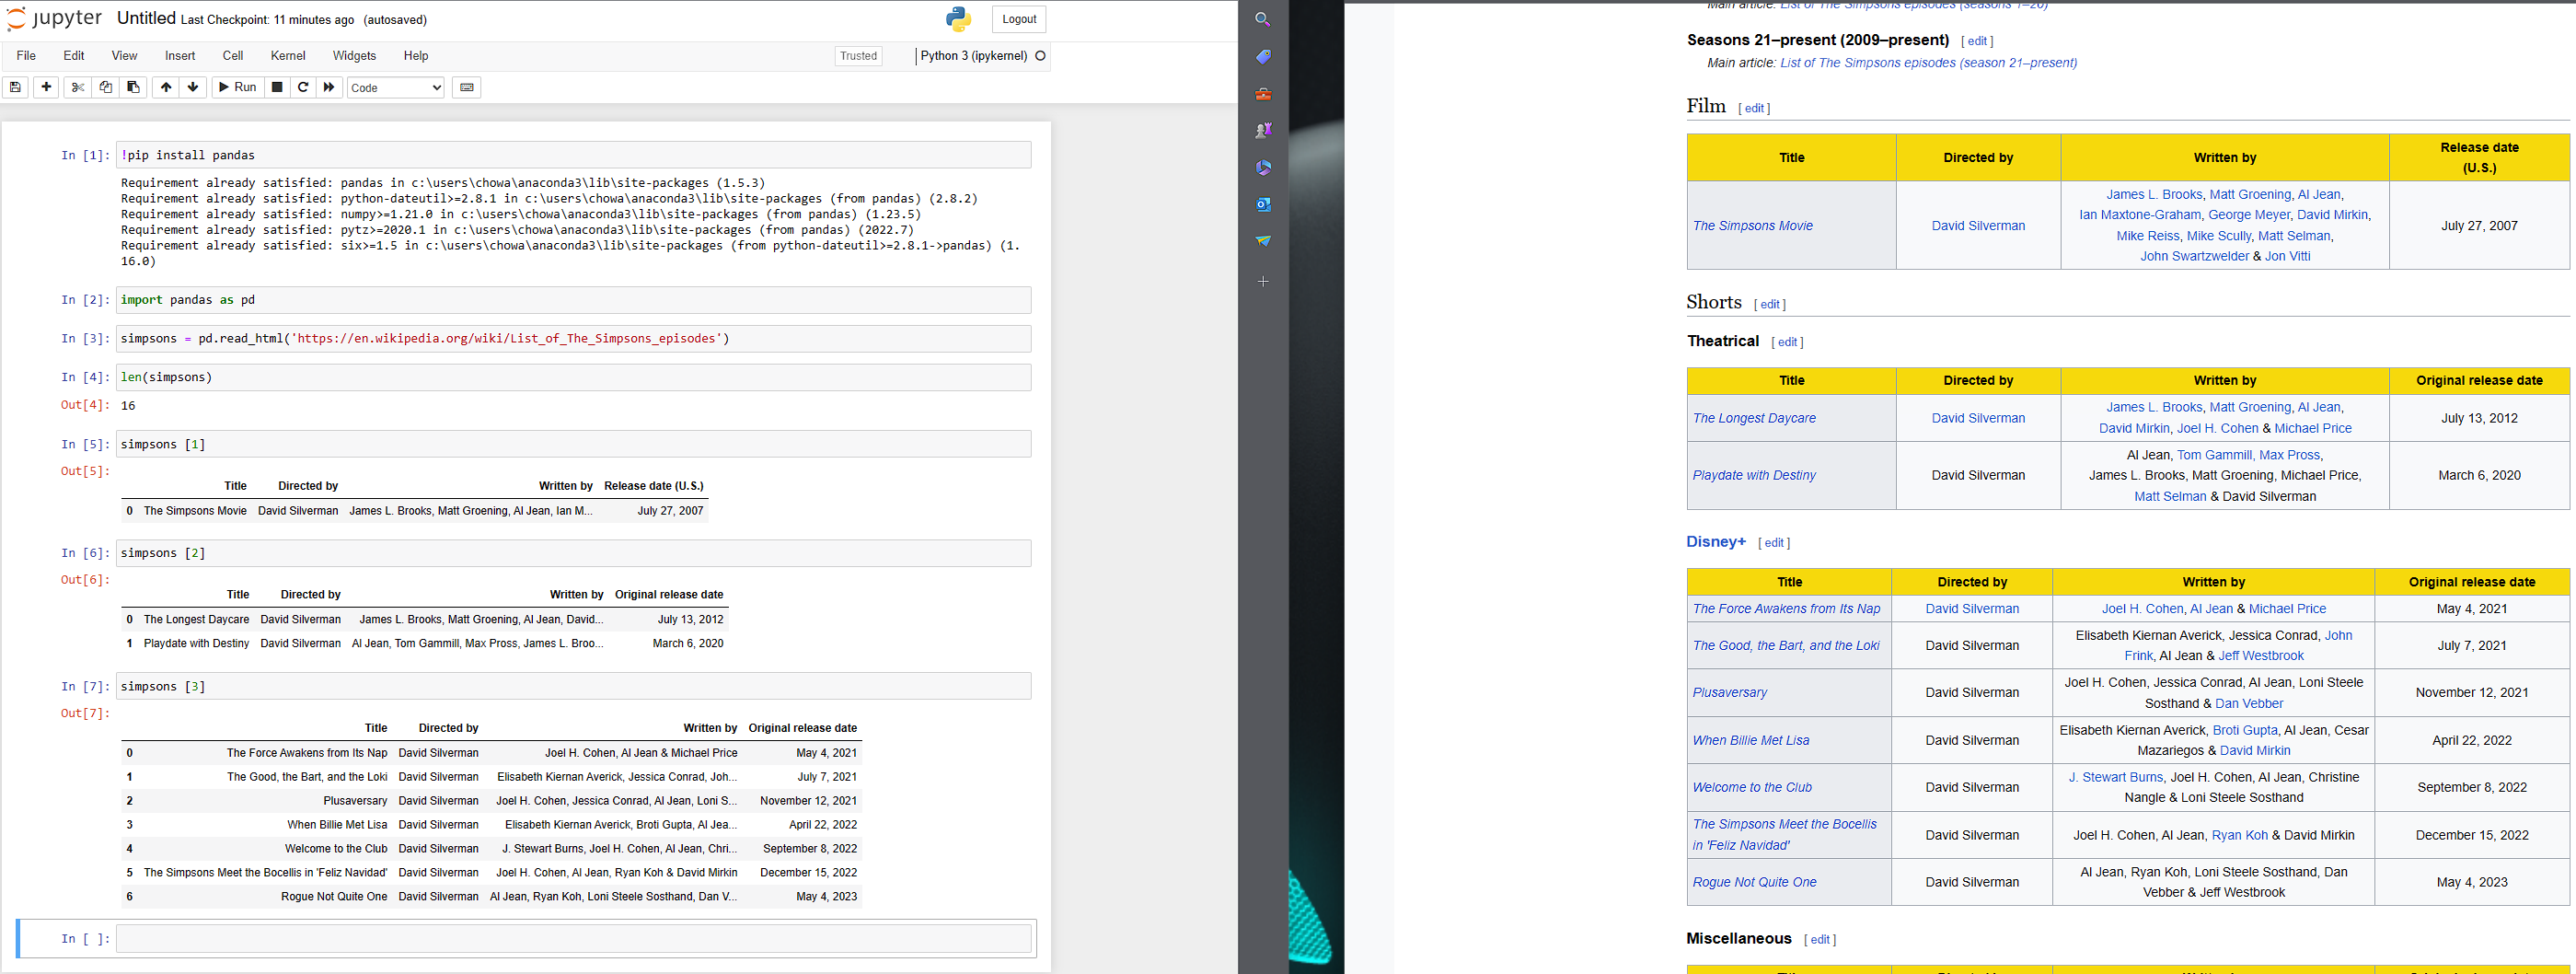 jupyter Untitled Last Checkpoint: 11 minutes ago (autosaved)
Logout
File Edit View Insert Cell Kernel Widgets Help
Trusted
Python 3 (ipykernel)
Run
Code
In [1]: !pip install pandas
Requirement already satisfied: pandas in c:\users\chowa\anaconda3\lib\site-packages (1.5.3)
Requirement already satisfied: python-dateutil>=2.8.1 in c:\users\chowa\anaconda3\lib\site-packages (from pandas) (2.8.2)
Requirement already satisfied: numpy>=1.21.0 in c:\users\chowa\anaconda3\lib\site-packages (from pandas) (1.23.5)
Requirement already satisfied: pytz>=2020.1 in c:\users\chowa\anaconda3\lib\site-packages (from pandas) (2022.7)
Requirement already satisfied: six>=1.5 in c:\users\chowa\anaconda3\lib\site-packages (from python-dateutil>=2.8.1->pandas) (1.
16.0)
In [2]: import pandas as pd
In [3]: simpsons = pd.read_html('https://en.wikipedia.org/wiki/List_of_The_Simpsons_episodes')
In [4]: len(simpsons)
Out[4]: 16
In [5]: simpsons [1]
Out[5]:
Title Directed by Written by Release date (U.S.)
0 The Simpsons Movie David Silverman James L. Brooks, Matt Groening, Al Jean, Ian M... July 27, 2007
In [6]: simpsons [2]
Out[6]:
Title Directed by Written by Original release date
0 The Longest Daycare David Silverman James L. Brooks, Matt Groening, Al Jean, David... July 13, 2012
1 Playdate with Destiny David Silverman Al Jean, Tom Gammill, Max Pross, James L. Broo... March 6, 2020
In [7]: simpsons [3]
Out[7]:
Title Directed by Written by Original release date
0 The Force Awakens from Its Nap David Silverman Joel H. Cohen, Al Jean & Michael Price May 4, 2021
1 The Good, the Bart, and the Loki David Silverman Elisabeth Kiernan Averick, Jessica Conrad, Joh... July 7, 2021
2 Plusaversary David Silverman Joel H. Cohen, Jessica Conrad, Al Jean, Loni S... November 12, 2021
3 When Billie Met Lisa David Silverman Elisabeth Kiernan Averick, Broti Gupta, Al Jea... April 22, 2022
4 Welcome to the Club David Silverman J. Stewart Burns, Joel H. Cohen, Al Jean, Chri... September 8, 2022
5 The Simpsons Meet the Bocellis in 'Feliz Navidad' David Silverman Joel H. Cohen, Al Jean, Ryan Koh & David Mirkin December 15, 2022
6 Rogue Not Quite One David Silverman Al Jean, Ryan Koh, Loni Steele Sosthand, Dan V... May 4, 2023
In [ ]:
Main article: List of The Simpsons episodes (seasons 1–20)
Seasons 21–present (2009–present) [ edit ]
Main article: List of The Simpsons episodes (season 21–present)
Film [ edit ]
Title Directed by Written by Release date
(U.S.)
The Simpsons Movie David Silverman James L. Brooks, Matt Groening, Al Jean,
Ian Maxtone-Graham, George Meyer, David Mirkin,
Mike Reiss, Mike Scully, Matt Selman,
John Swartzwelder & Jon Vitti July 27, 2007
Shorts [ edit ]
Theatrical [ edit ]
Title Directed by Written by Original release date
The Longest Daycare David Silverman James L. Brooks, Matt Groening, Al Jean,
David Mirkin, Joel H. Cohen & Michael Price July 13, 2012
Playdate with Destiny David Silverman Al Jean, Tom Gammill, Max Pross,
James L. Brooks, Matt Groening, Michael Price,
Matt Selman & David Silverman March 6, 2020
Disney+ [ edit ]
Title Directed by Written by Original release date
The Force Awakens from Its Nap David Silverman Joel H. Cohen, Al Jean & Michael Price May 4, 2021
The Good, the Bart, and the Loki David Silverman Elisabeth Kiernan Averick, Jessica Conrad, John
Frink, Al Jean & Jeff Westbrook July 7, 2021
Plusaversary David Silverman Joel H. Cohen, Jessica Conrad, Al Jean, Loni Steele
Sosthand & Dan Vebber November 12, 2021
When Billie Met Lisa David Silverman Elisabeth Kiernan Averick, Broti Gupta, Al Jean, Cesar
Mazariegos & David Mirkin April 22, 2022
Welcome to the Club David Silverman J. Stewart Burns, Joel H. Cohen, Al Jean, Christine
Nangle & Loni Steele Sosthand September 8, 2022
The Simpsons Meet the Bocellis
in 'Feliz Navidad' David Silverman Joel H. Cohen, Al Jean, Ryan Koh & David Mirkin December 15, 2022
Rogue Not Quite One David Silverman Al Jean, Ryan Koh, Loni Steele Sosthand, Dan
Vebber & Jeff Westbrook May 4, 2023
Miscellaneous [ edit ]